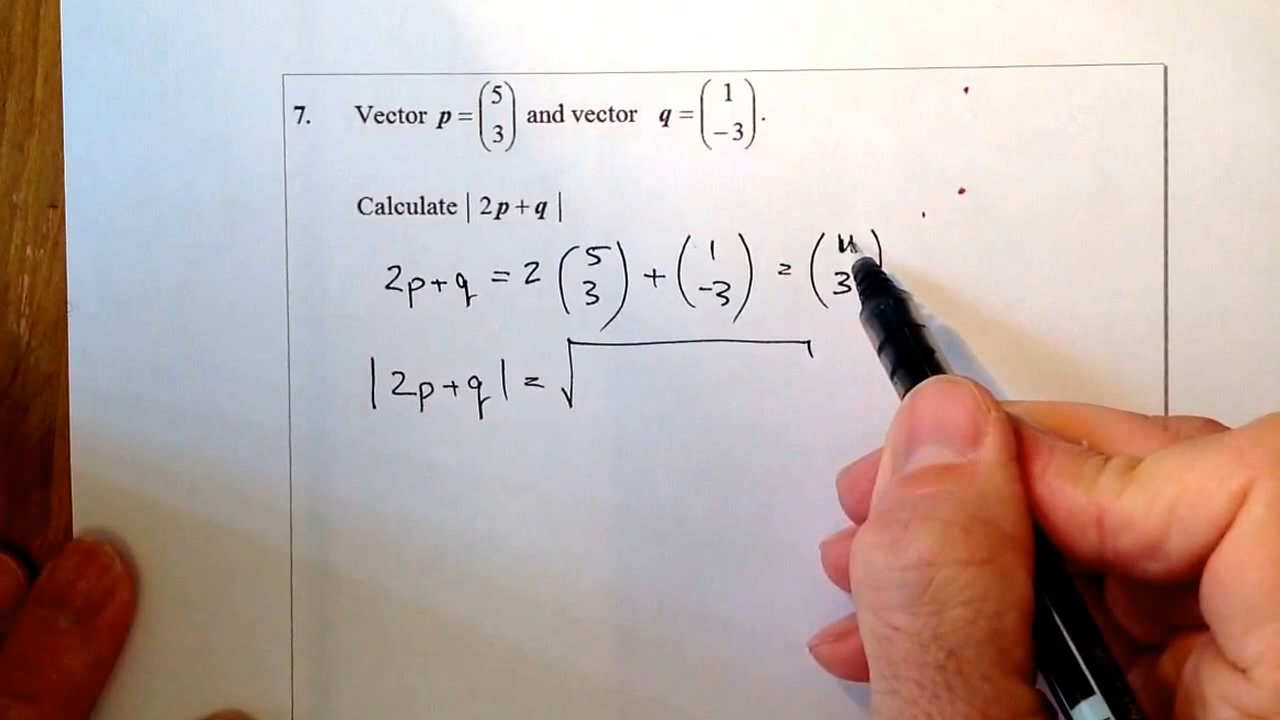 7. Vector p = (5 3) and vector q = (1 −3).
Calculate | 2p + q |
2p+q = 2 (5 3) + (1 -3) = (11 3)
|2p+q| = √